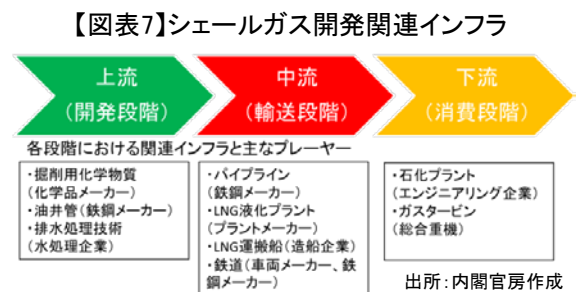 【図表7】シェールガス開発関連インフラ
上流
（開発段階）
中流
（輸送段階）
下流
（消費段階）
各段階における関連インフラと主なプレーヤー
・掘削用化学物質
（化学品メーカー）
・油井管（鉄鋼メーカー）
・排水処理技術
（水処理企業）
・パイプライン
（鉄鋼メーカー）
・LNG液化プラント
（プラントメーカー）
・LNG運搬船（造船企業）
・鉄道（車両メーカー、鉄
鋼メーカー）
・石化プラント
（エンジニアリング企業）
・ガスタービン
（総合重機）
出所：内閣官房作成